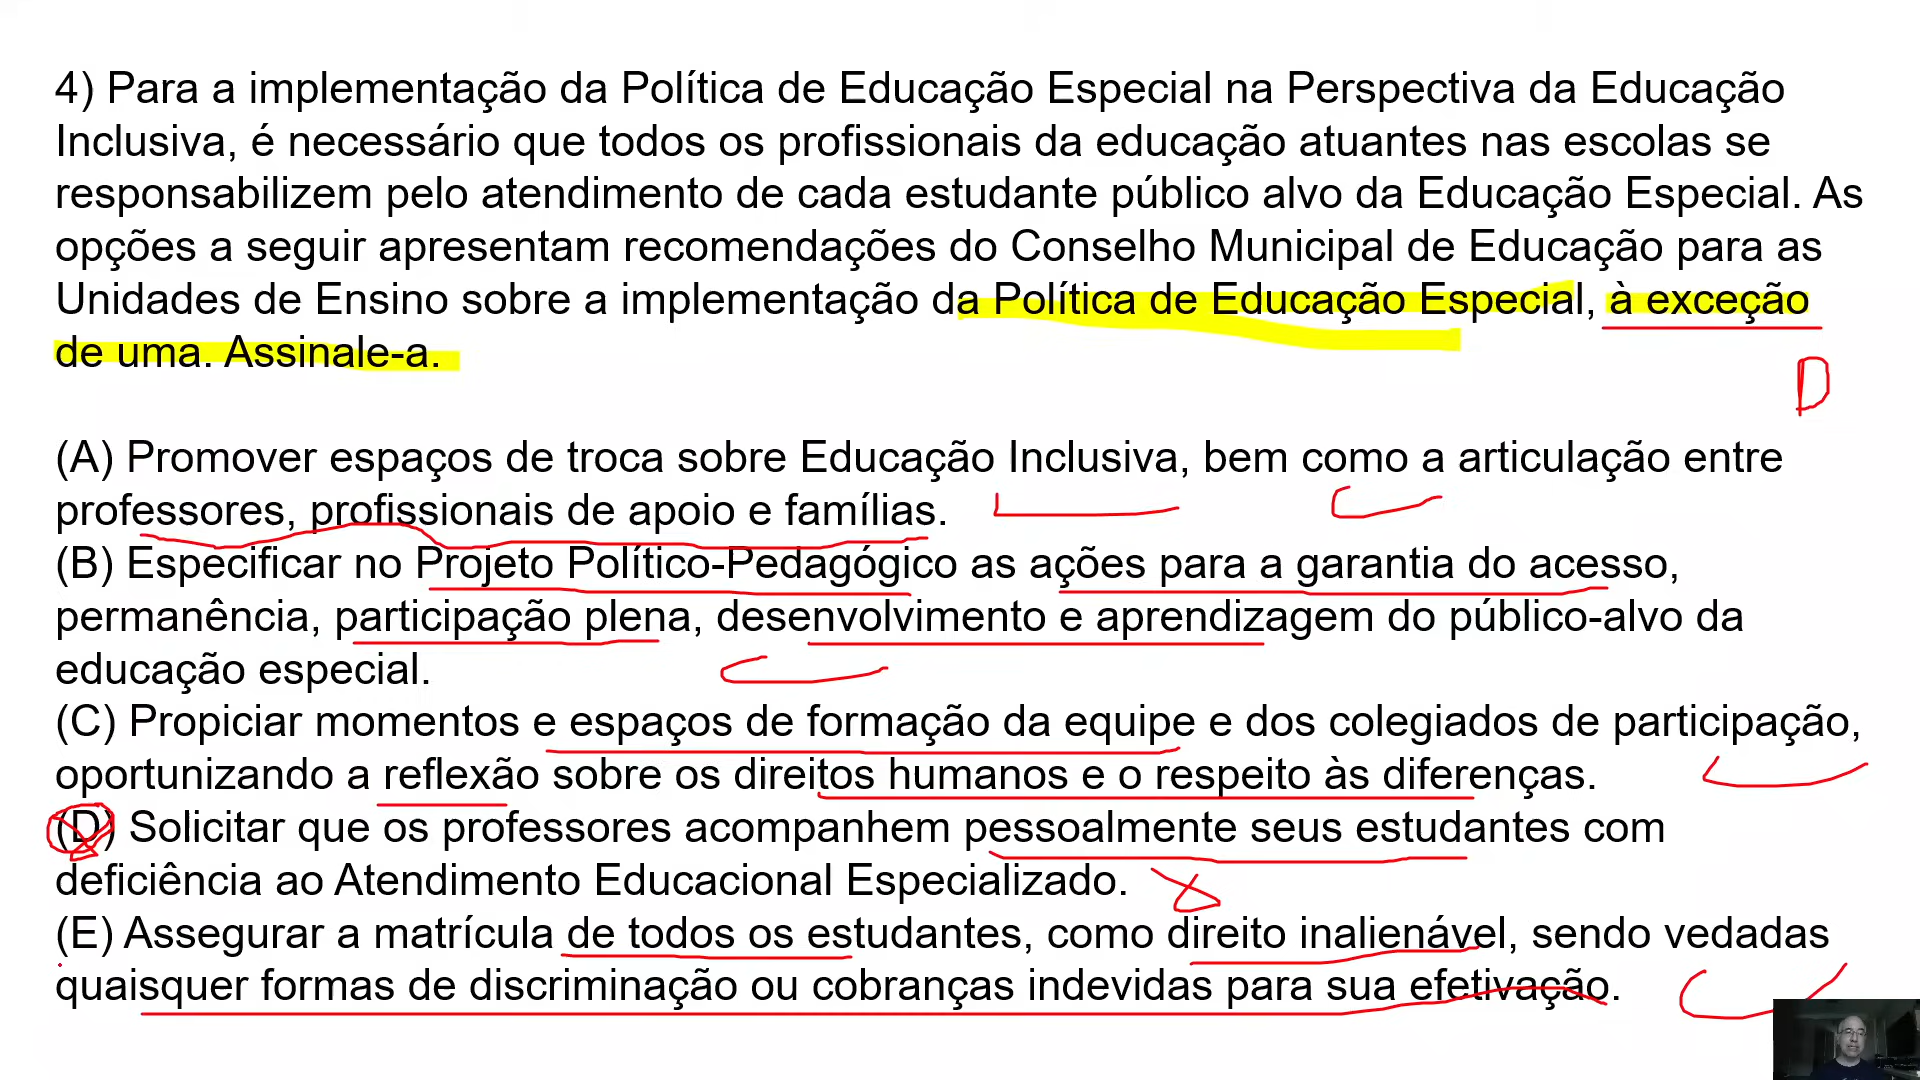 4) Para a implementação da Política de Educação Especial na Perspectiva da Educação
Inclusiva, é necessário que todos os profissionais da educação atuantes nas escolas se
responsabilizem pelo atendimento de cada estudante público alvo da Educação Especial. As
opções a seguir apresentam recomendações do Conselho Municipal de Educação para as
Unidades de Ensino sobre a implementação da Política de Educação Especial, à exceção
de uma. Assinale-a.
D
(A) Promover espaços de troca sobre Educação Inclusiva, bem como a articulação entre
professores, profissionais de apoio e famílias.
(B) Especificar no Projeto Político-Pedagógico as ações para a garantia do acesso,
permanência, participação plena, desenvolvimento e aprendizagem do público-alvo da
educação especial.
(C) Propiciar momentos e espaços de formação da equipe e dos colegiados de participação,
oportunizando a reflexão sobre os direitos humanos e o respeito às diferenças.
(D) Solicitar que os professores acompanhem pessoalmente seus estudantes com
deficiência ao Atendimento Educacional Especializado.
(E) Assegurar a matrícula de todos os estudantes, como direito inalienável, sendo vedadas
quaisquer formas de discriminação ou cobranças indevidas para sua efetivação.